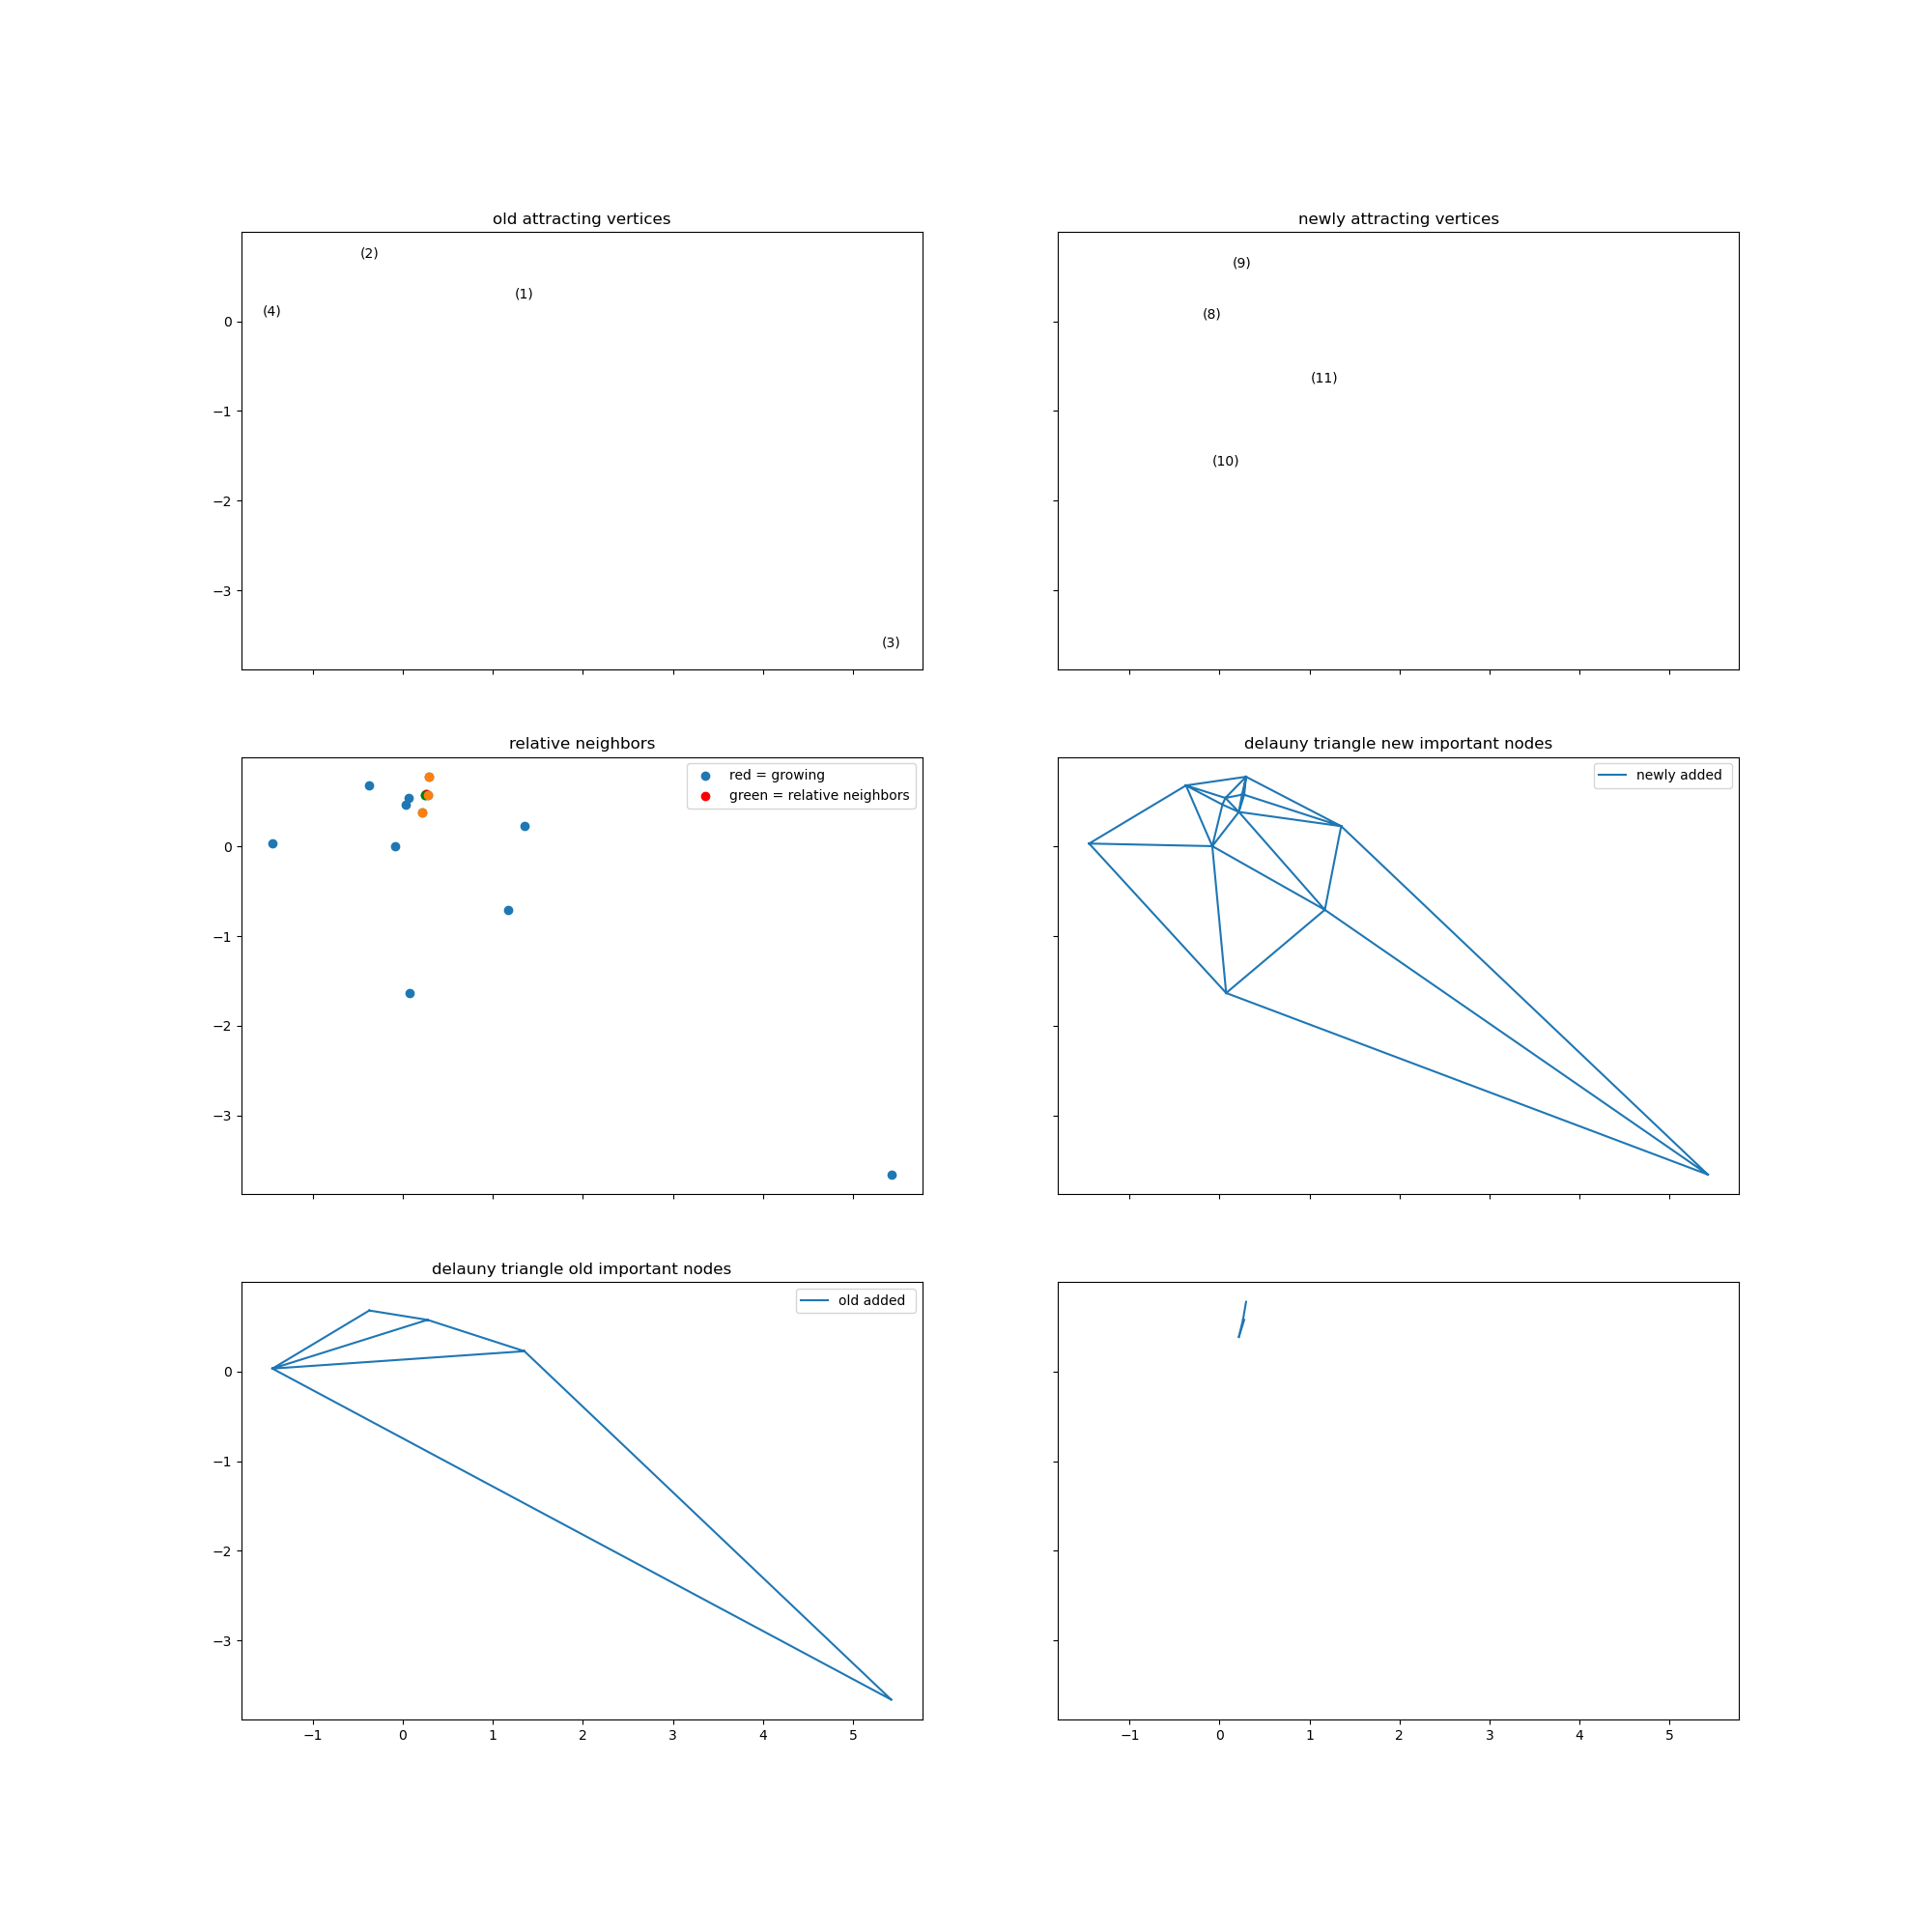 old attracting vertices
(2)
(1)
(4)
0
−1
−2
−3
(3)
newly attracting vertices
(9)
(8)
(11)
(10)
relative neighbors
red = growing
green = relative neighbors
0
−1
−2
−3
delauny triangle new important nodes
newly added
delauny triangle old important nodes
old added
0
−1
−2
−3
−1 0 1 2 3 4 5
−1 0 1 2 3 4 5